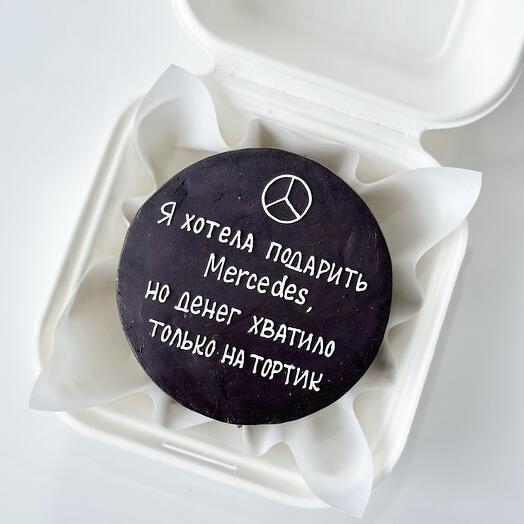 Я ХОТЕЛА ПОДАРИТЬ
Mercedes,
НО ДЕНЕГ ХВАТИЛО
ТОЛЬКО НА ТОРТИК